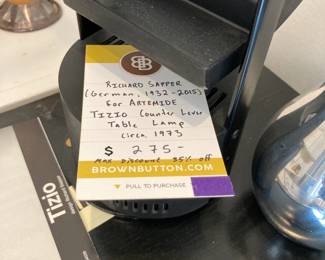 RICHARD SAPPER
(German, 1932-2015)
for ARTEMIDE
TIZIO Counter Lever
Table Lamp
circa 1973
$ 275-
MAX DISCOUNT 35% off
BROWNBUTTON.COM
PULL TO PURCHASE
Tizio